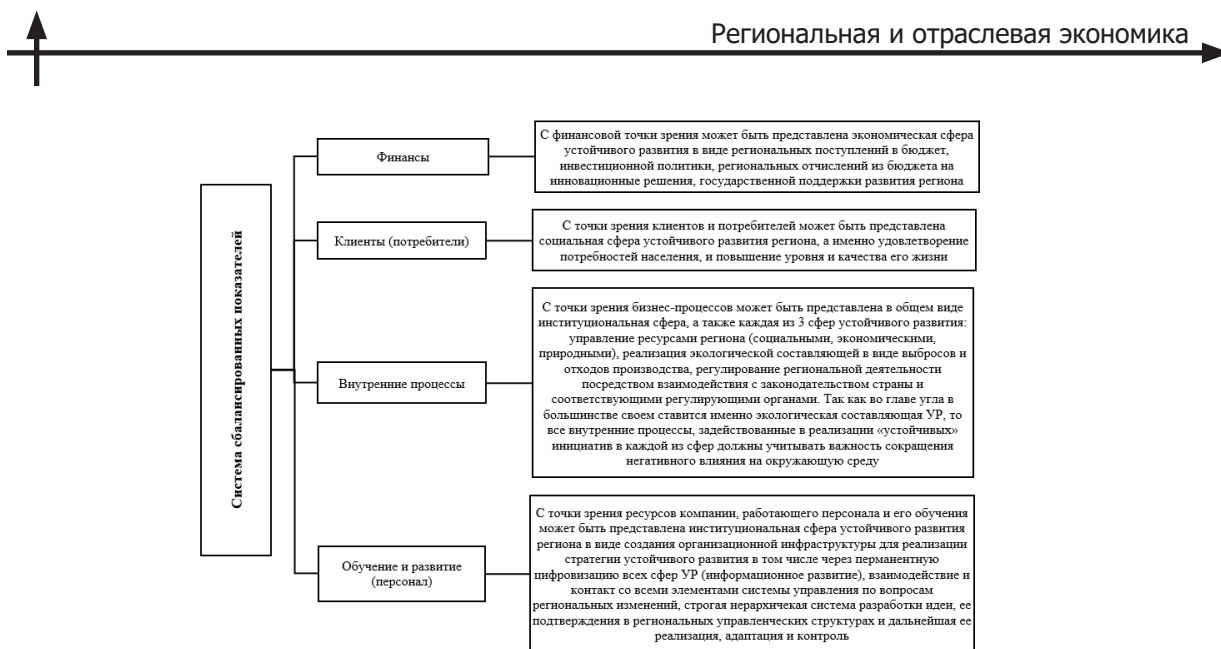 Региональная и отраслевая экономика
Система сбалансированных показателей
Финансы
С финансовой точки зрения может быть представлена экономическая сфера
устойчивого развития в виде региональных поступлений в бюджет,
инвестиционной политики, региональных отчислений из бюджета на
инновационные решения, государственной поддержки развития региона
Клиенты (потребители)
С точки зрения клиентов и потребителей может быть представлена
социальная сфера устойчивого развития региона, а именно удовлетворение
потребностей населения, и повышение уровня и качества его жизни
Внутренние процессы
С точки зрения бизнес-процессов может быть представлена в общем виде
институциональная сфера, а также каждая из 3 сфер устойчивого развития:
управление ресурсами региона (социальными, экономическими,
природными), реализация экологической составляющей в виде выбросов и
отходов производства, регулирование региональной деятельности
посредством взаимодействия с законодательством страны и
соответствующими регулирующими органами. Так как во главе угла в
большинстве своем ставится именно экологическая составляющая УР, то
все внутренние процессы, задействованные в реализации «устойчивых»
инициатив в каждой из сфер должны учитывать важность сокращения
негативного влияния на окружающую среду
Обучение и развитие
(персонал)
С точки зрения ресурсов компании, работающего персонала и его обучения
может быть представлена институциональная сфера устойчивого развития
региона в виде создания организационной инфраструктуры для реализации
стратегии устойчивого развития в том числе через перманентную
цифровизацию всех сфер УР (информационное развитие), взаимодействие и
контакт со всеми элементами системы управления по вопросам
региональных изменений, строгая иерархичекая система разработки идеи, ее
подтверждения в региональных управленческих структурах и дальнейшая ее
реализация, адаптация и контроль